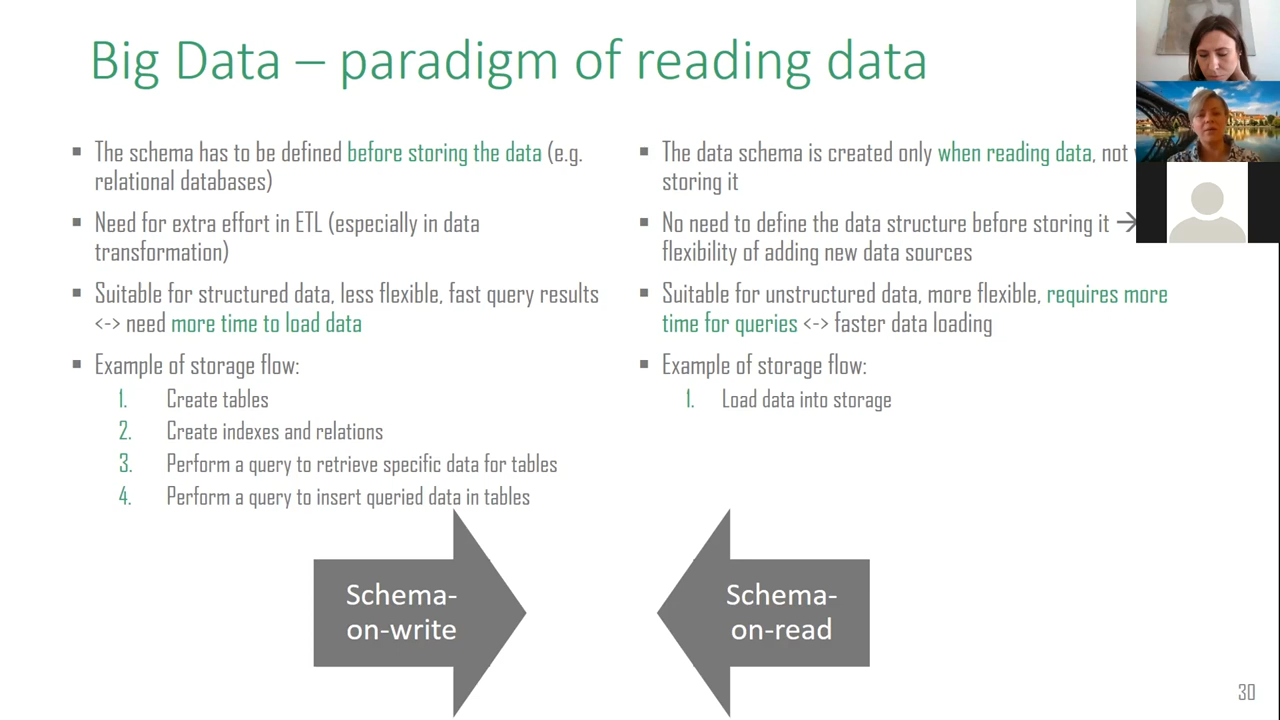 Big Data – paradigm of reading data
▪ The schema has to be defined before storing the data (e.g.
relational databases)
▪ Need for extra effort in ETL (especially in data
transformation)
▪ Suitable for structured data, less flexible, fast query results
<-> need more time to load data
▪ Example of storage flow:
1. Create tables
2. Create indexes and relations
3. Perform a query to retrieve specific data for tables
4. Perform a query to insert queried data in tables
▪ The data schema is created only when reading data, not
storing it
▪ No need to define the data structure before storing it →
flexibility of adding new data sources
▪ Suitable for unstructured data, more flexible, requires more
time for queries <-> faster data loading
▪ Example of storage flow:
1. Load data into storage
Schema-
on-write
Schema-
on-read
30